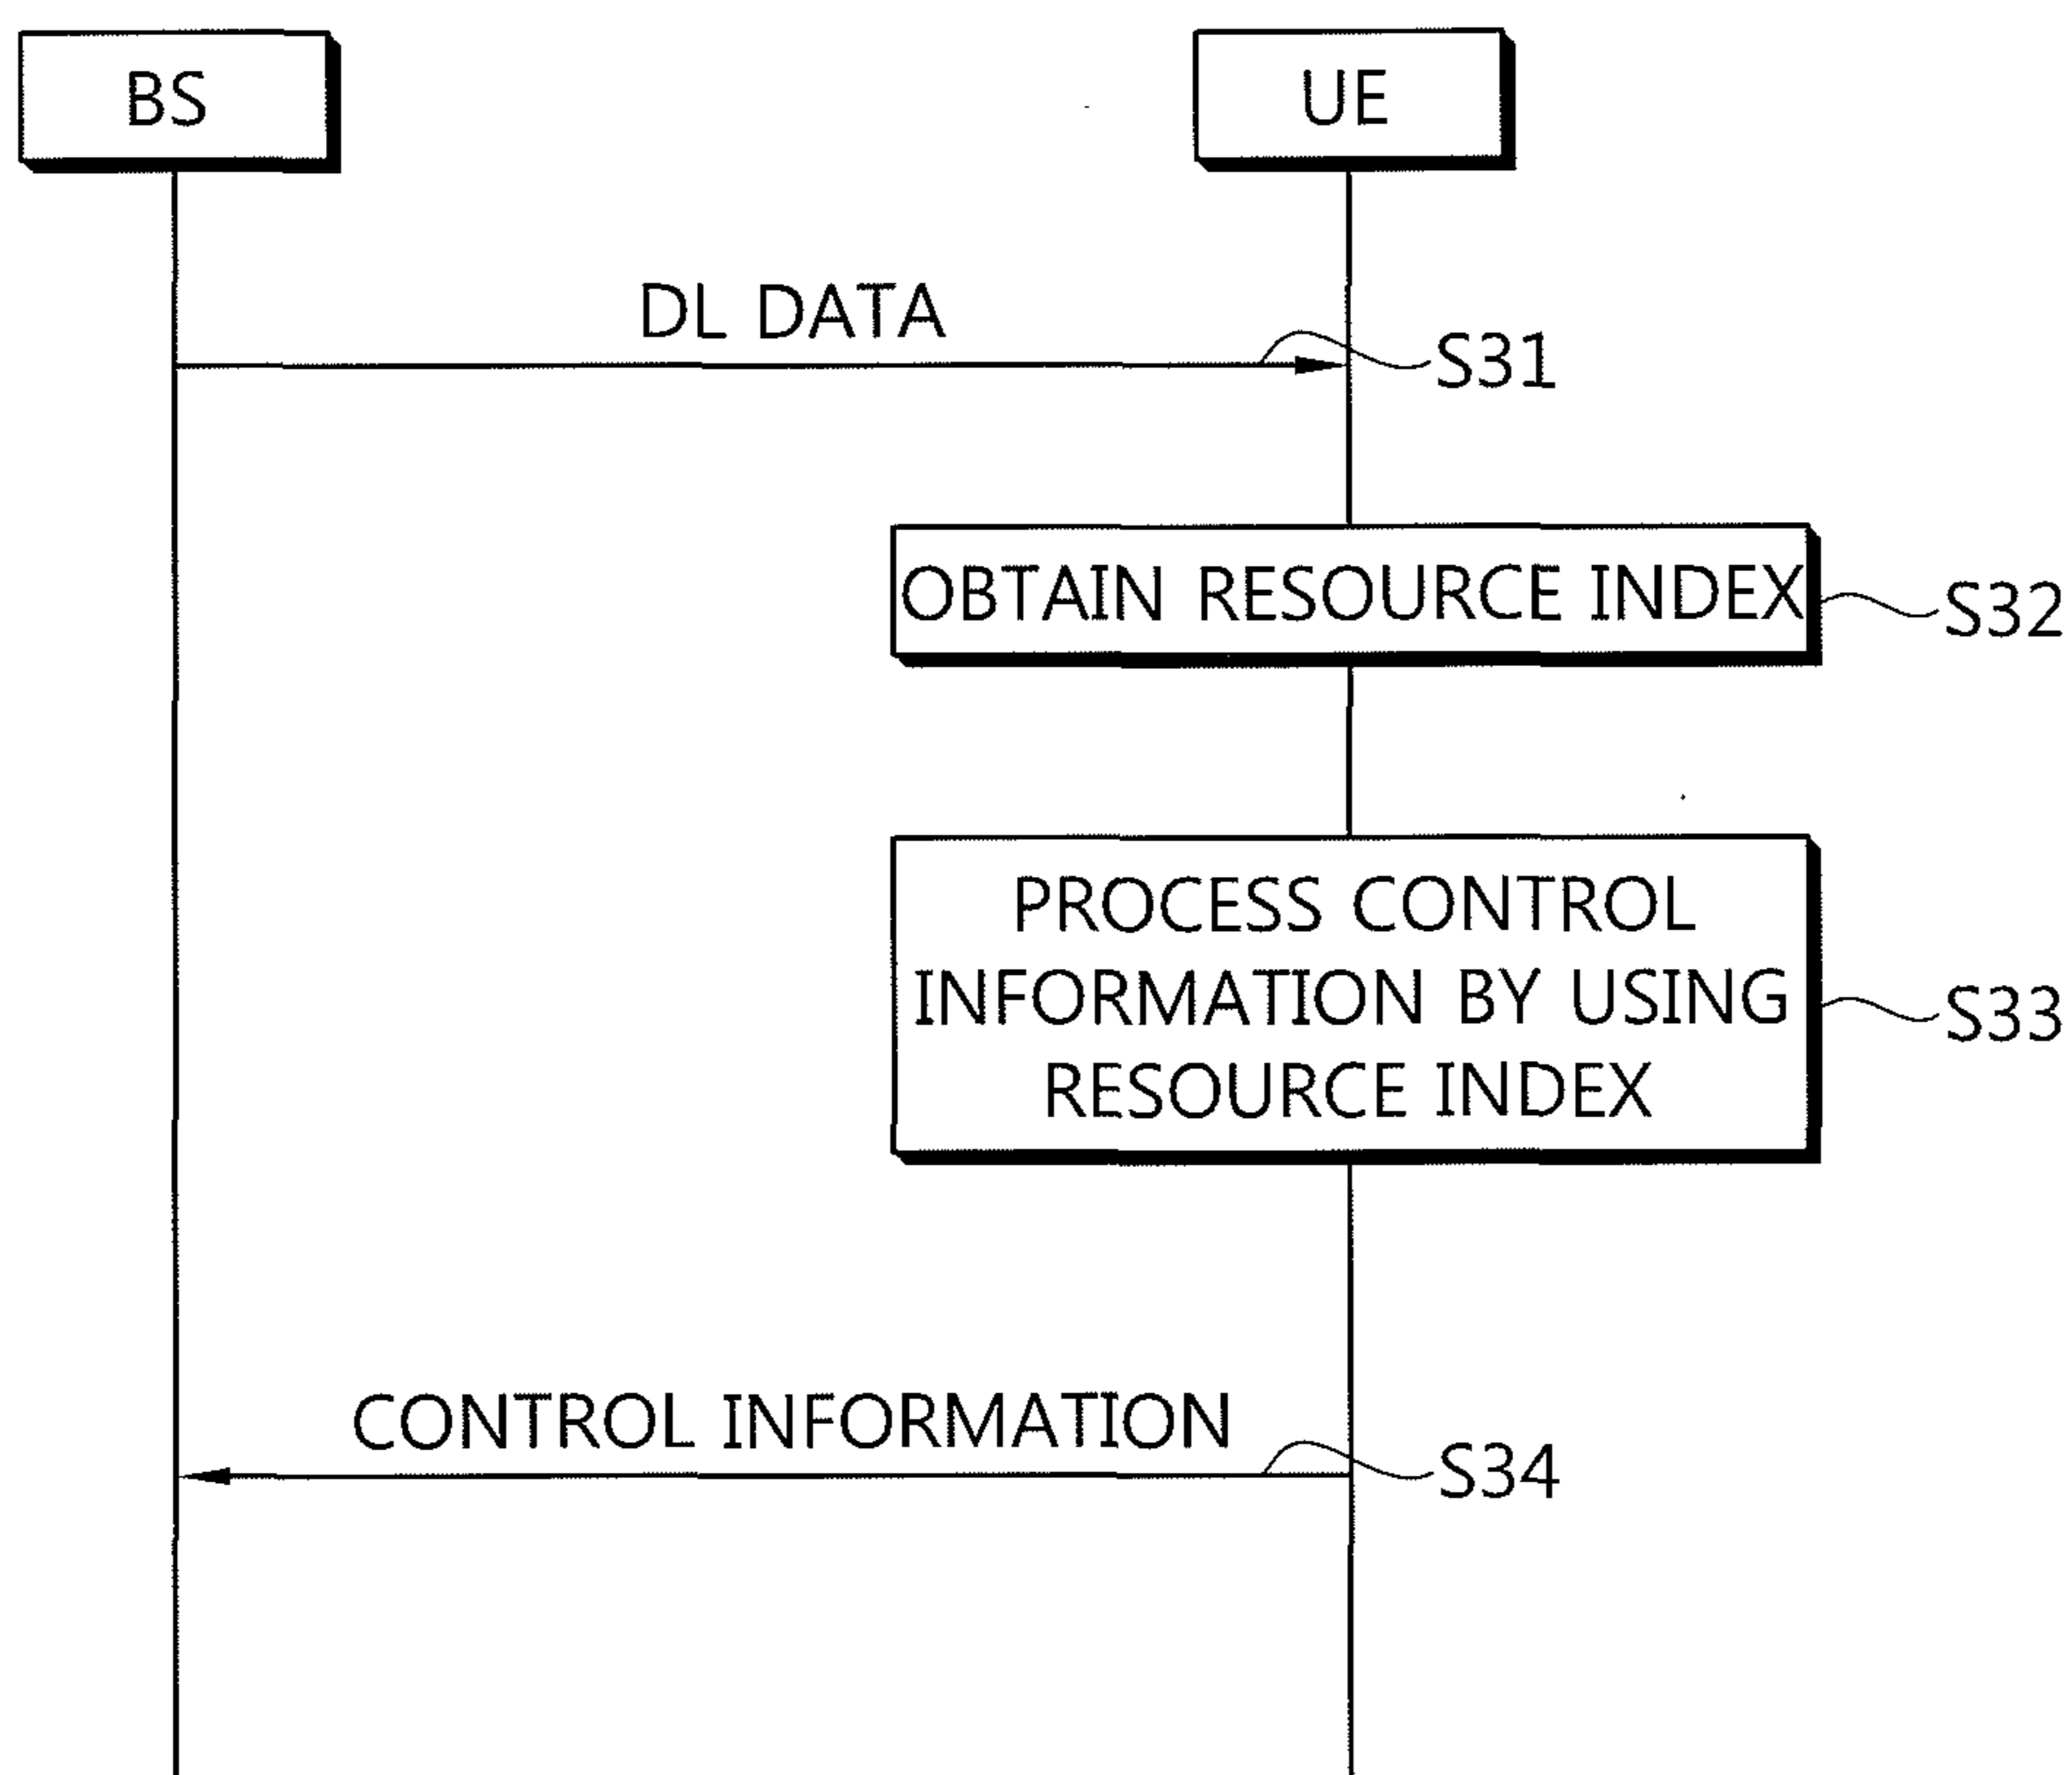 BS
UE
DL DATA
S31
OBTAIN RESOURCE INDEX
S32
PROCESS CONTROL
INFORMATION BY USING
RESOURCE INDEX
S33
CONTROL INFORMATION
S34